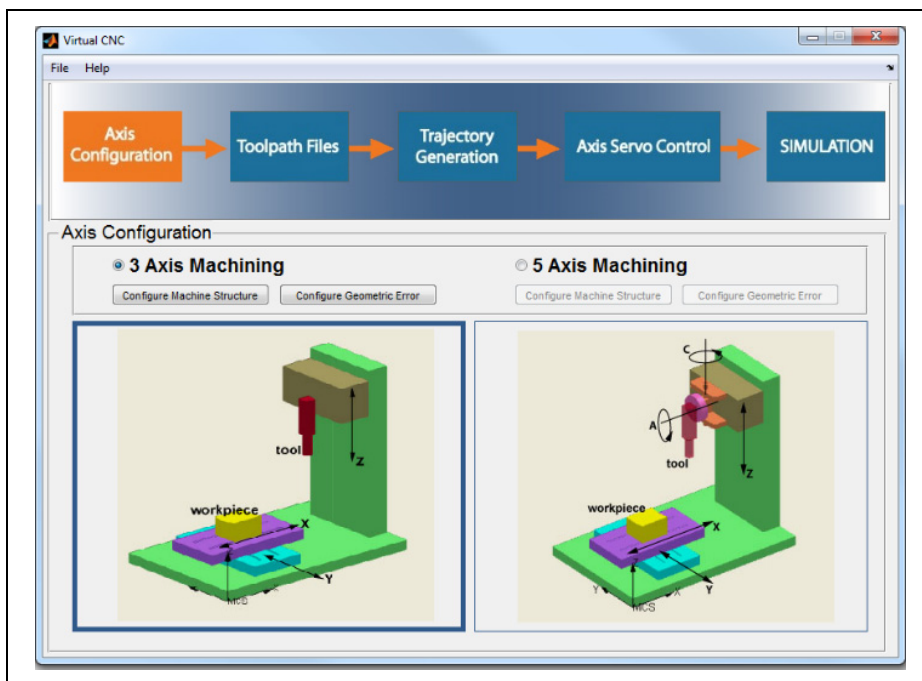 Virtual CNC
File Help
Axis Configuration
Toolpath Files
Trajectory Generation
Axis Servo Control
SIMULATION
Axis Configuration
3 Axis Machining
5 Axis Machining
Configure Machine Structure
Configure Geometric Error
Configure Machine Structure
Configure Geometric Error
tool
Z
workpiece
X
Y
C
A
tool
Z
workpiece
X
Y
Y
MCS
X